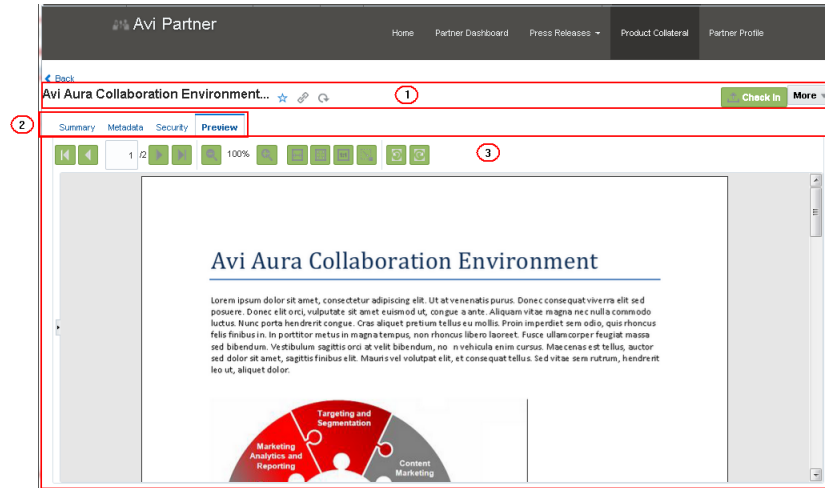 Avi Partner
Home Partner Dashboard Press Releases Product Collateral Partner Profile
Back
Avi Aura Collaboration Environment...
1
Check In More
2
Summary Metadata Security Preview
1 /2 100%
3
Avi Aura Collaboration Environment
Lorem ipsum dolor sit amet, consectetur adipiscing elit. Ut at venenatis purus. Donec consequat viverra elit sed
posuere. Donec elit orci, vulputate sit amet euismod ut, congue a ante. Aliquam vitae magna nec nulla commodo
luctus. Nunc porta hendrerit congue. Cras aliquet pretium tellus eu mollis. Proin imperdiet sem odio, quis rhoncus
felis finibus in. In porttitor metus in magna tempus, non rhoncus libero laoreet. Fusce ullamcorper feugiat massa
sed bibendum. Vestibulum sagittis orci at velit bibendum, no n vehicula enim cursus. Maecenas est tellus, auctor
sed dolor sit amet, sagittis finibus elit. Mauris vel volutpat elit, et consequat tellus. Sed vitae sem rutrum, hendrerit
leo ut, aliquet dolor.
Targeting and
Segmentation
Marketing
Analytics and
Reporting
Content
Marketing